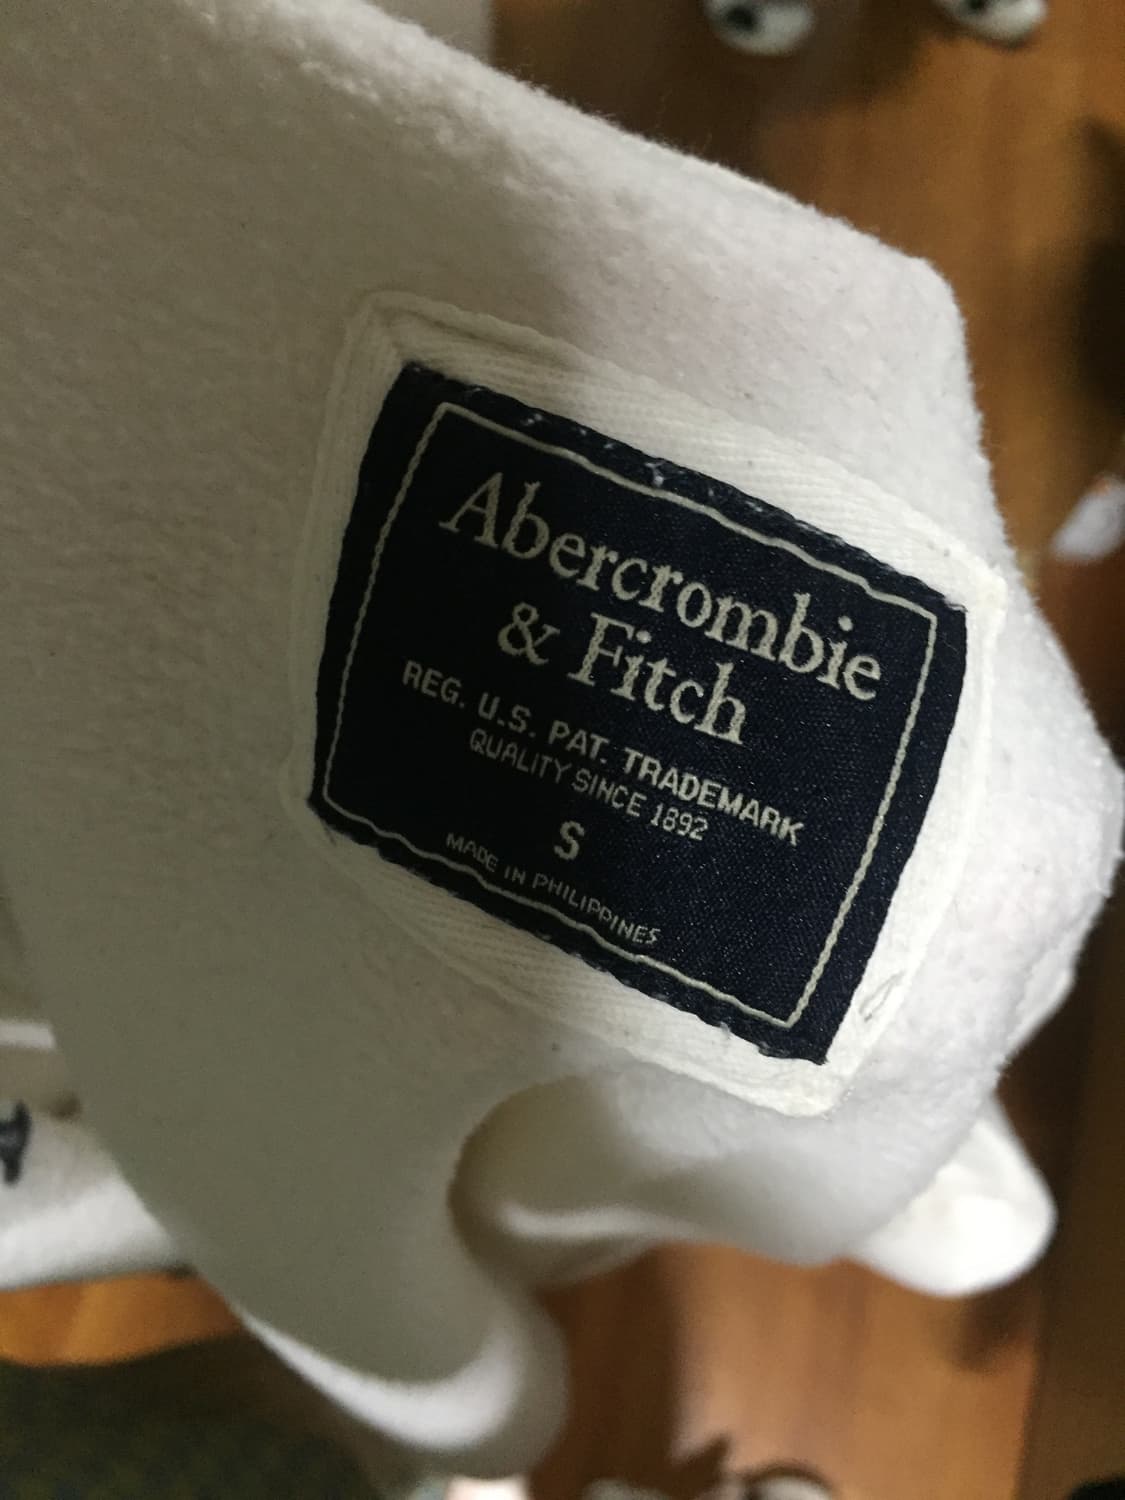 Abercrombie
& Fitch
REG. U.S. PAT. TRADEMARK
QUALITY SINCE 1892
S
MADE IN PHILIPPINES